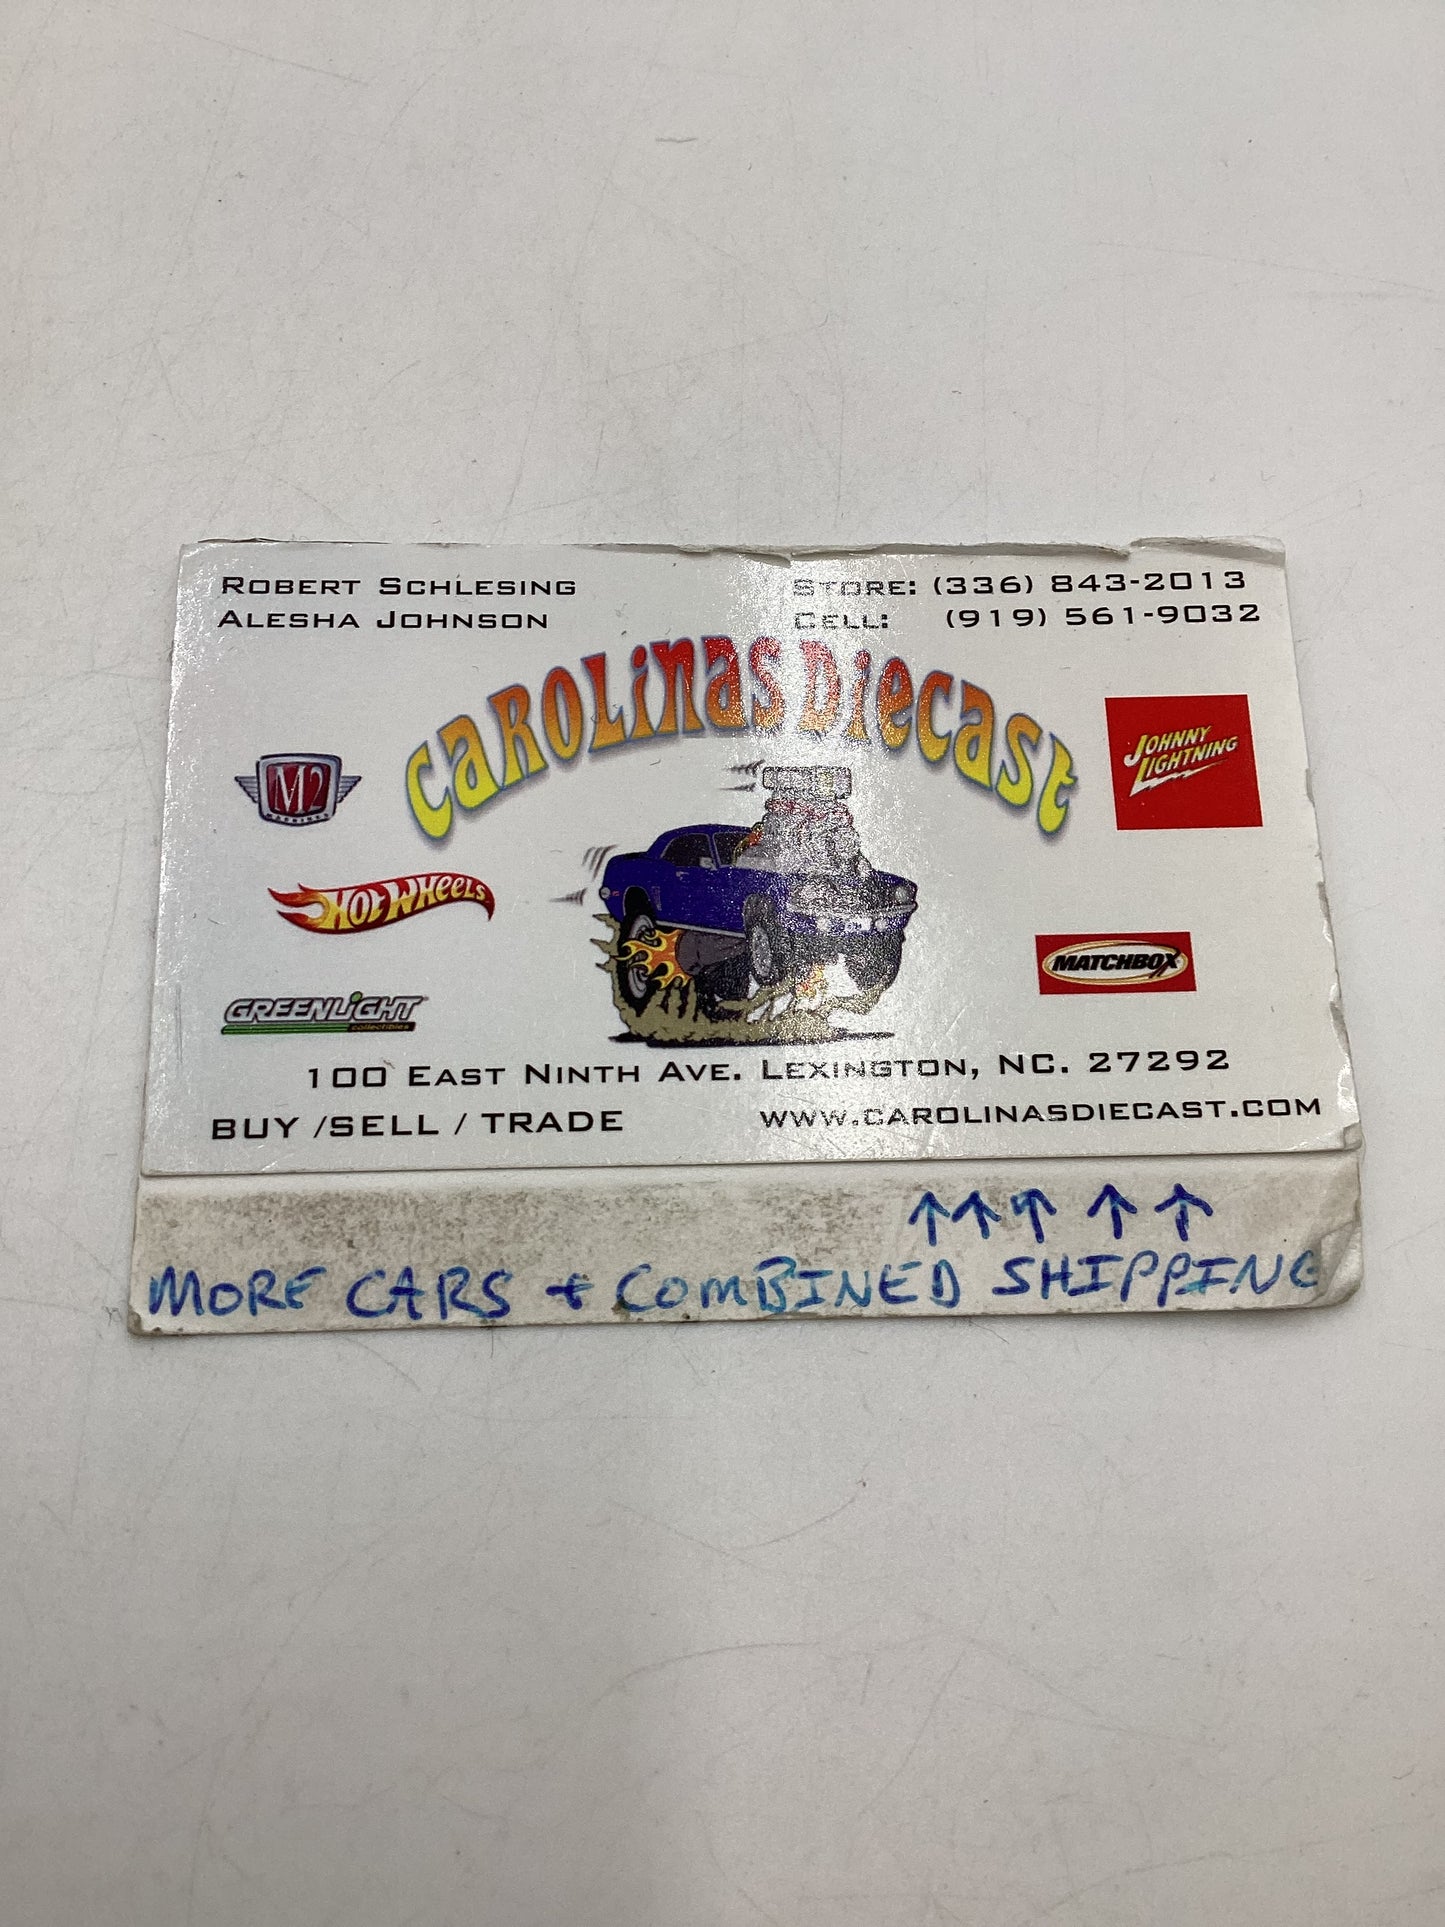 ROBERT SCHLESING
ALESHA JOHNSON
STORE: (336) 843-2013
CELL: (919) 561-9032
CAROLINAS DIECAST
M2
MACHINES
JOHNNY
LIGHTNING
HOT WHEELS
MATCHBOX
GREENLIGHT
collectibles
100 EAST NINTH AVE. LEXINGTON, NC. 27292
BUY /SELL / TRADE
WWW.CAROLINASDIECAST.COM
↑↑↑↑↑
MORE CARS + COMBINED SHIPPING